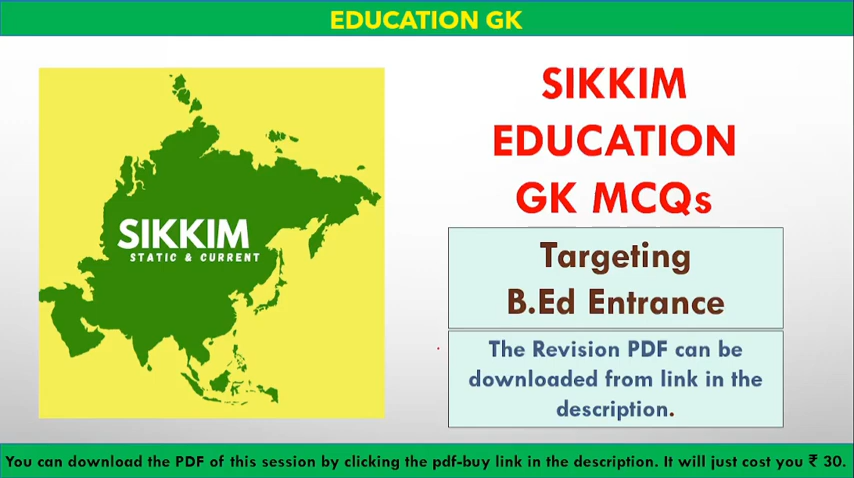 EDUCATION GK
SIKKIM
EDUCATION
GK MCQs
SIKKIM
STATIC & CURRENT
Targeting
B.Ed Entrance
The Revision PDF can be
downloaded from link in the
description.
You can download the PDF of this session by clicking the pdf-buy link in the description. It will just cost you ₹ 30.